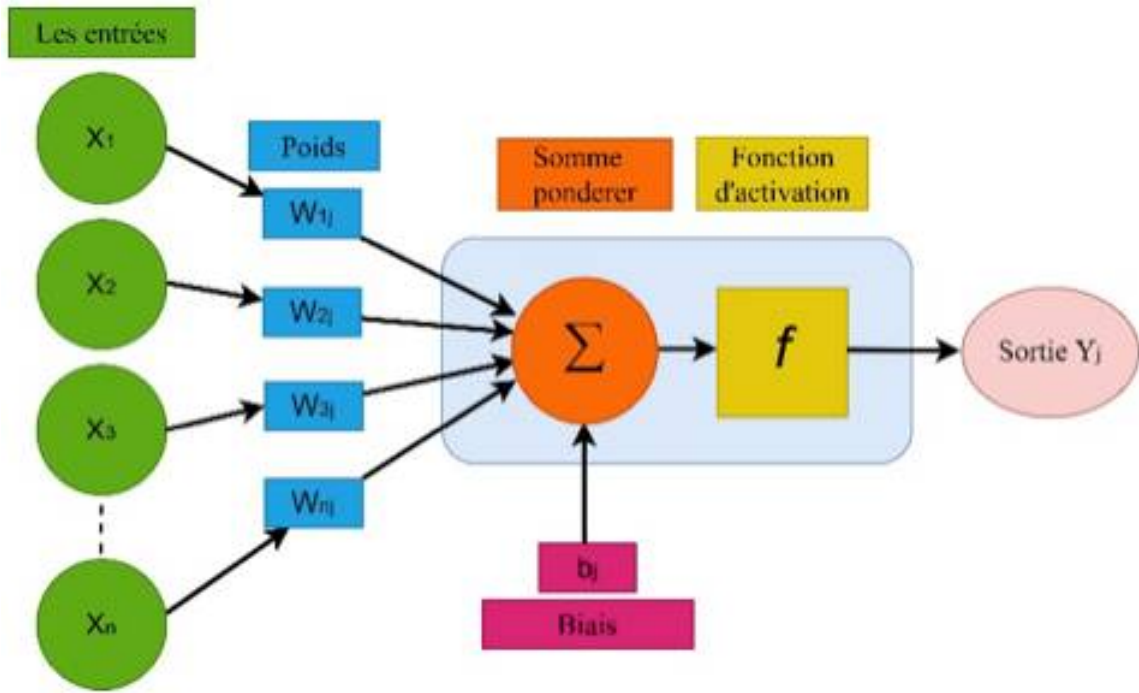 Les entrées
X1
Poids
Somme
ponderer
Fonction
d'activation
W1j
X2
W2j
Σ
f
Sortie Yj
X3
W3j
Wnj
bj
Biais
Xn